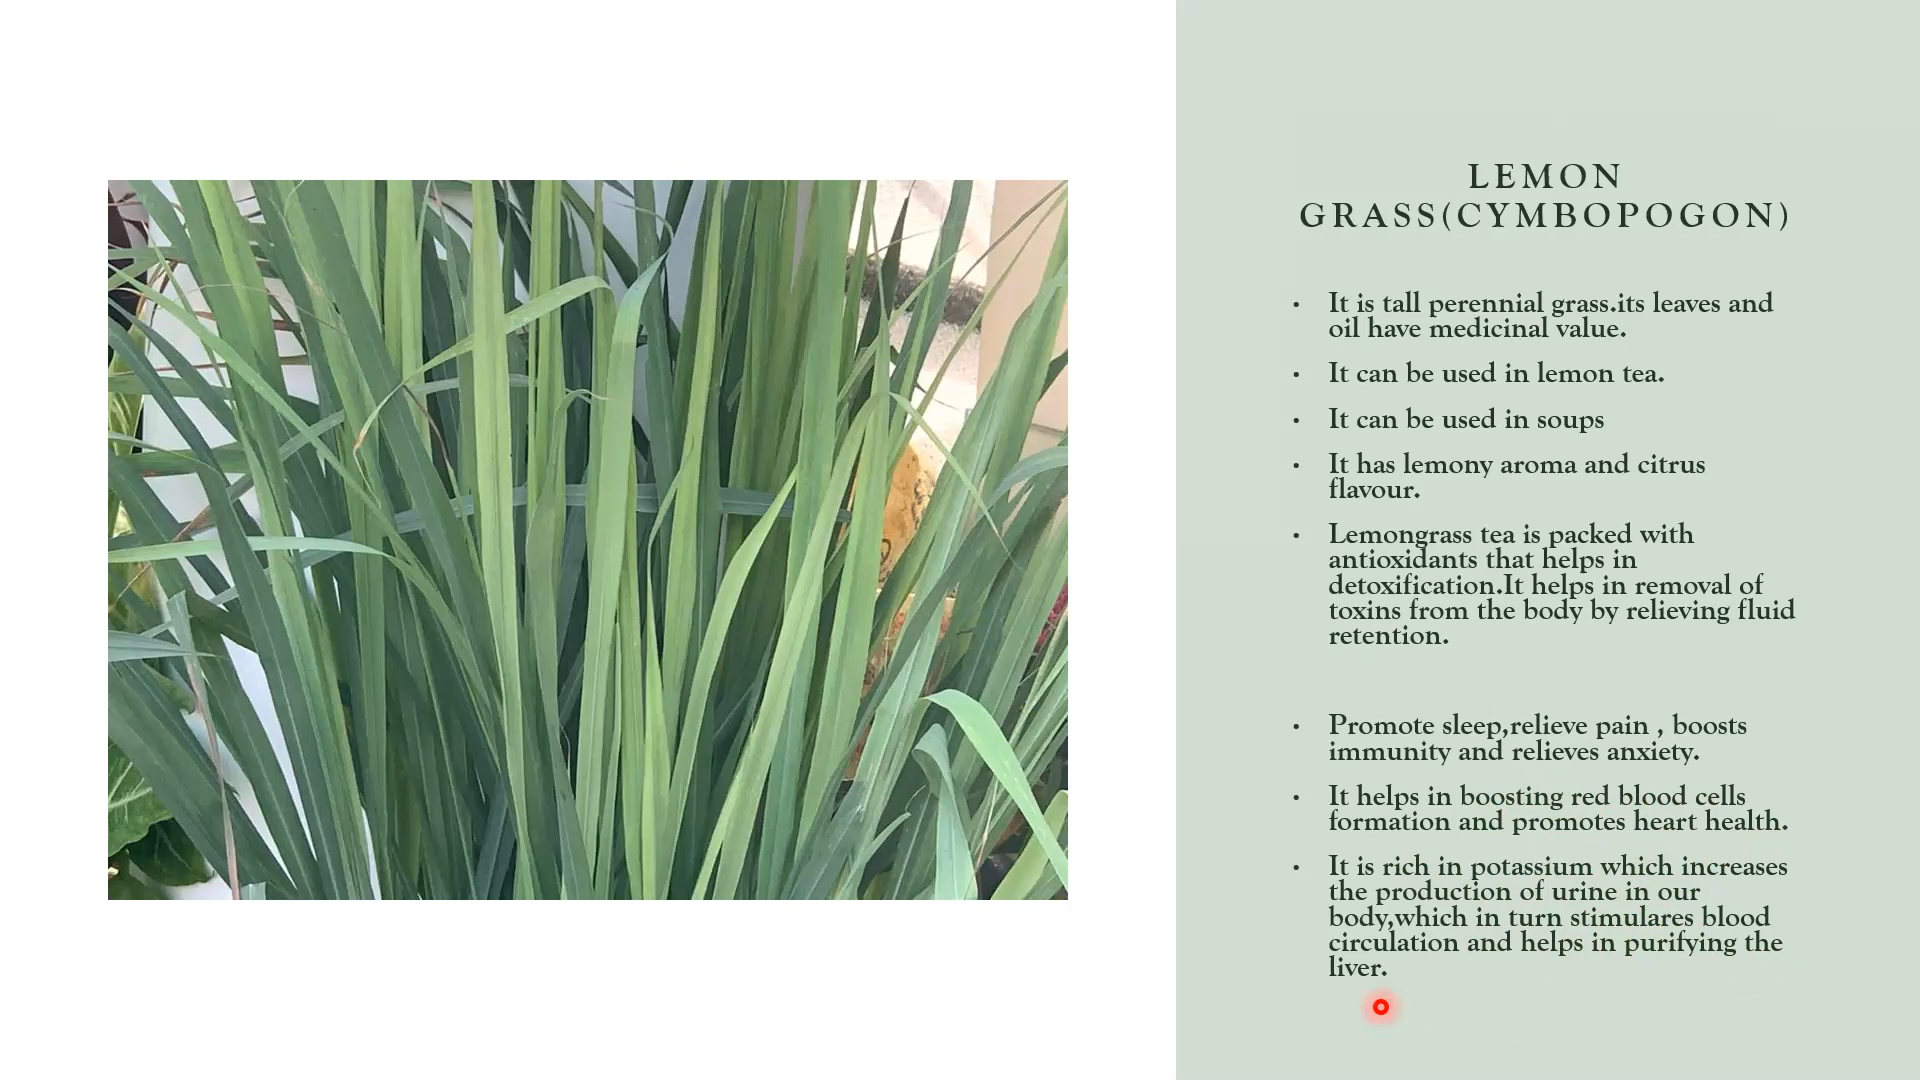 LEMON
GRASS(CYMBOPOGON)
• It is tall perennial grass.its leaves and
oil have medicinal value.
• It can be used in lemon tea.
• It can be used in soups
• It has lemony aroma and citrus
flavour.
• Lemongrass tea is packed with
antioxidants that helps in
detoxification.It helps in removal of
toxins from the body by relieving fluid
retention.
• Promote sleep,relieve pain , boosts
immunity and relieves anxiety.
• It helps in boosting red blood cells
formation and promotes heart health.
• It is rich in potassium which increases
the production of urine in our
body,which in turn stimulares blood
circulation and helps in purifying the
liver.